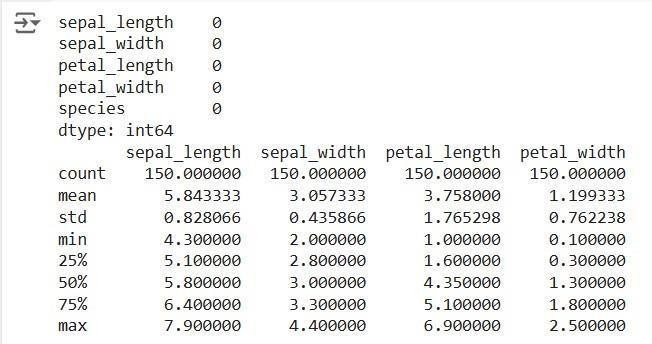 sepal_length    0
sepal_width     0
petal_length    0
petal_width     0
species         0
dtype: int64
       sepal_length  sepal_width  petal_length  petal_width
count    150.000000   150.000000    150.000000   150.000000
mean       5.843333     3.057333      3.758000     1.199333
std        0.828066     0.435866      1.765298     0.762238
min        4.300000     2.000000      1.000000     0.100000
25%        5.100000     2.800000      1.600000     0.300000
50%        5.800000     3.000000      4.350000     1.300000
75%        6.400000     3.300000      5.100000     1.800000
max        7.900000     4.400000      6.900000     2.500000